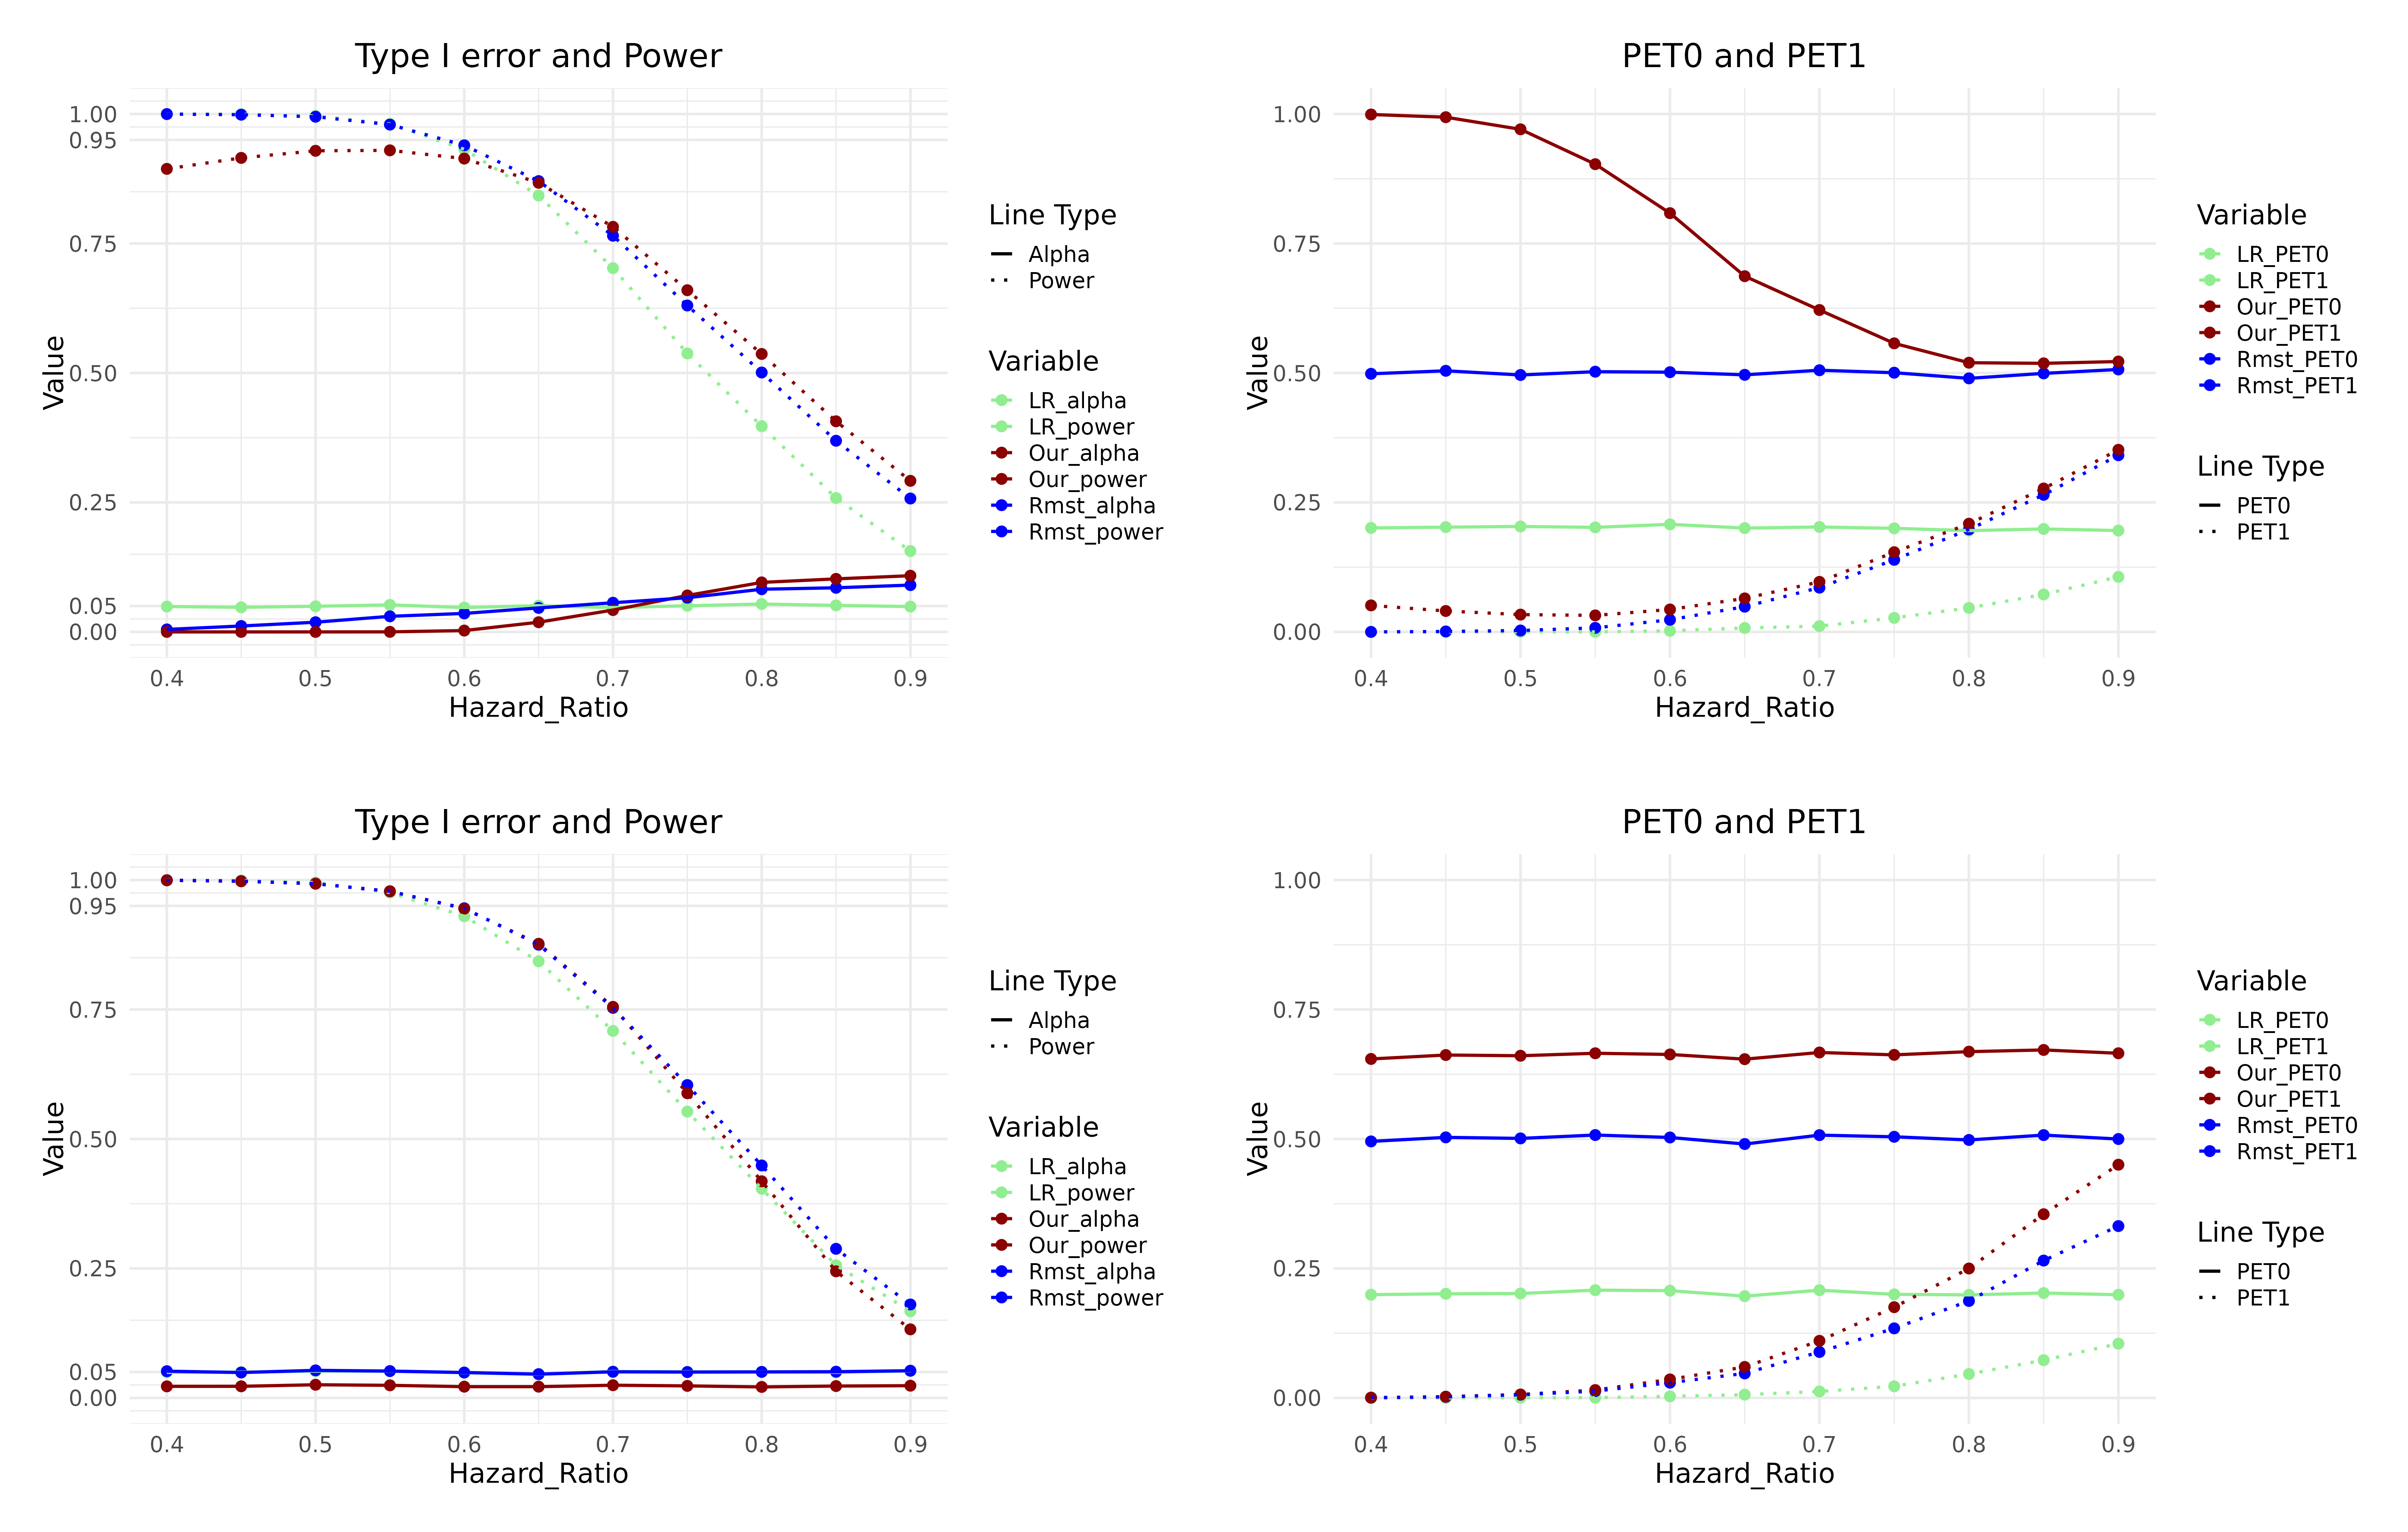 Type I error and Power
Value
1.00
0.95
0.75
0.50
0.25
0.05
0.00
0.4 0.5 0.6 0.7 0.8 0.9
Hazard_Ratio
Line Type
Alpha
Power
Variable
LR_alpha
LR_power
Our_alpha
Our_power
Rmst_alpha
Rmst_power
PET0 and PET1
Value
1.00
0.75
0.50
0.25
0.00
0.4 0.5 0.6 0.7 0.8 0.9
Hazard_Ratio
Variable
LR_PET0
LR_PET1
Our_PET0
Our_PET1
Rmst_PET0
Rmst_PET1
Line Type
PET0
PET1
Type I error and Power
Value
1.00
0.95
0.75
0.50
0.25
0.05
0.00
0.4 0.5 0.6 0.7 0.8 0.9
Hazard_Ratio
Line Type
Alpha
Power
Variable
LR_alpha
LR_power
Our_alpha
Our_power
Rmst_alpha
Rmst_power
PET0 and PET1
Value
1.00
0.75
0.50
0.25
0.00
0.4 0.5 0.6 0.7 0.8 0.9
Hazard_Ratio
Variable
LR_PET0
LR_PET1
Our_PET0
Our_PET1
Rmst_PET0
Rmst_PET1
Line Type
PET0
PET1